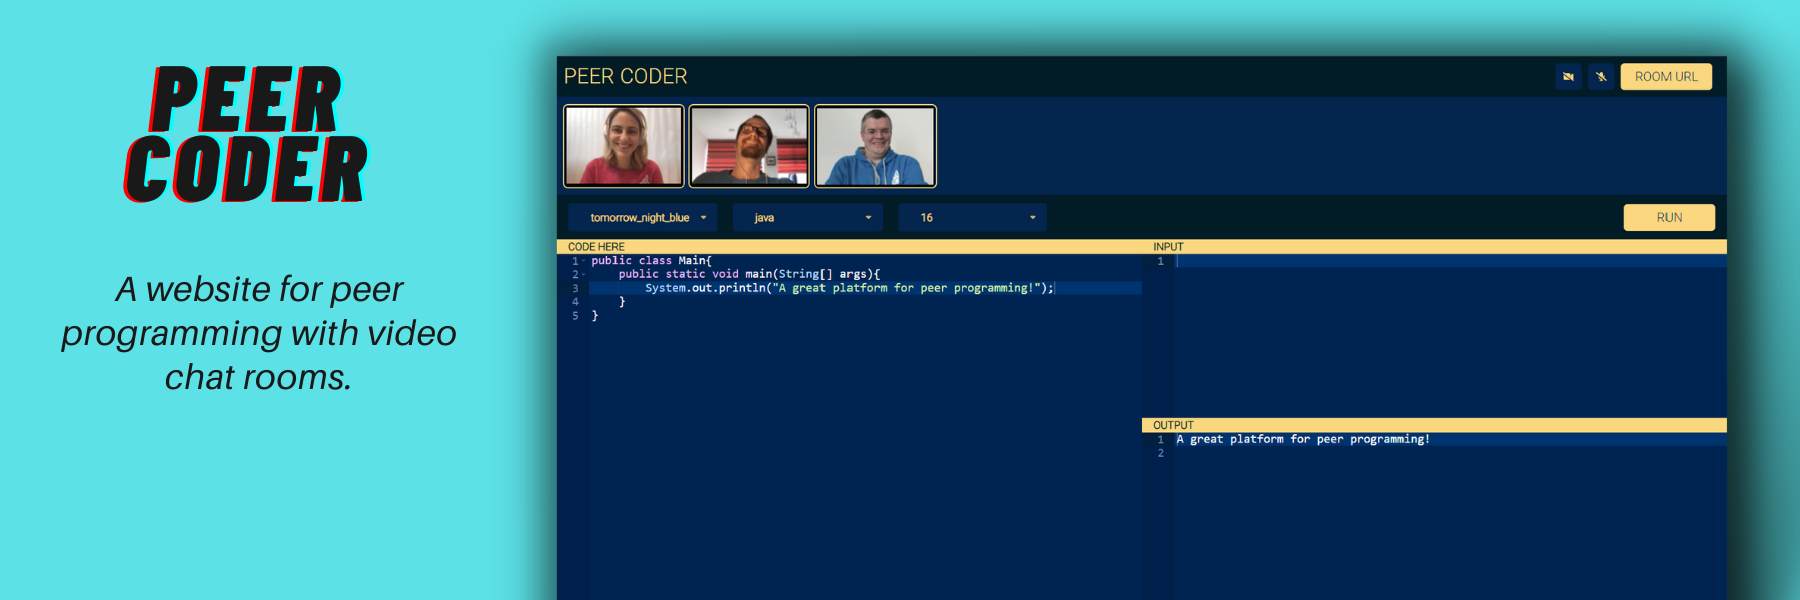 PEER
CODER
A website for peer
programming with video
chat rooms.
PEER CODER
ROOM URL
tomorrow_night_blue
java
16
RUN
CODE HERE
1 public class Main{
2 public static void main(String[] args){
3 System.out.println("A great platform for peer programming!");
4 }
5 }
INPUT
1
OUTPUT
1 A great platform for peer programming!
2